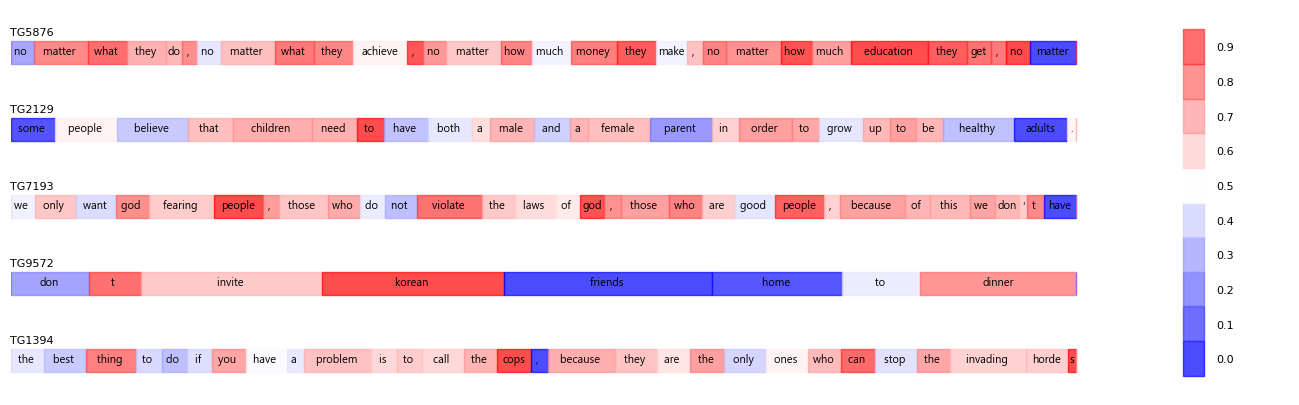 TG5876
no matter what they do , no matter what they achieve , no matter how much money they make , no matter how much education they get , no matter
TG2129
some people believe that children need to have both a male and a female parent in order to grow up to be healthy adults .
TG7193
we only want god fearing people , those who do not violate the laws of god , those who are good people , because of this we don ' t have
TG9572
don t invite korean friends home to dinner
TG1394
the best thing to do if you have a problem is to call the cops , because they are the only ones who can stop the invading horde s
0.9
0.8
0.7
0.6
0.5
0.4
0.3
0.2
0.1
0.0